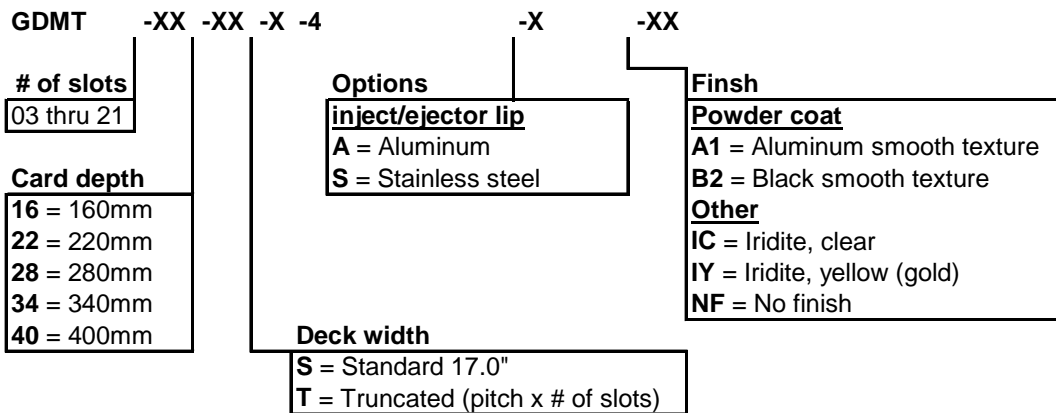 GDMT -XX -XX -X -4 -X -XX
# of slots
03 thru 21
Card depth
16 = 160mm
22 = 220mm
28 = 280mm
34 = 340mm
40 = 400mm
Options
inject/ejector lip
A = Aluminum
S = Stainless steel
Deck width
S = Standard 17.0"
T = Truncated (pitch x # of slots)
Finsh
Powder coat
A1 = Aluminum smooth texture
B2 = Black smooth texture
Other
IC = Iridite, clear
IY = Iridite, yellow (gold)
NF = No finish